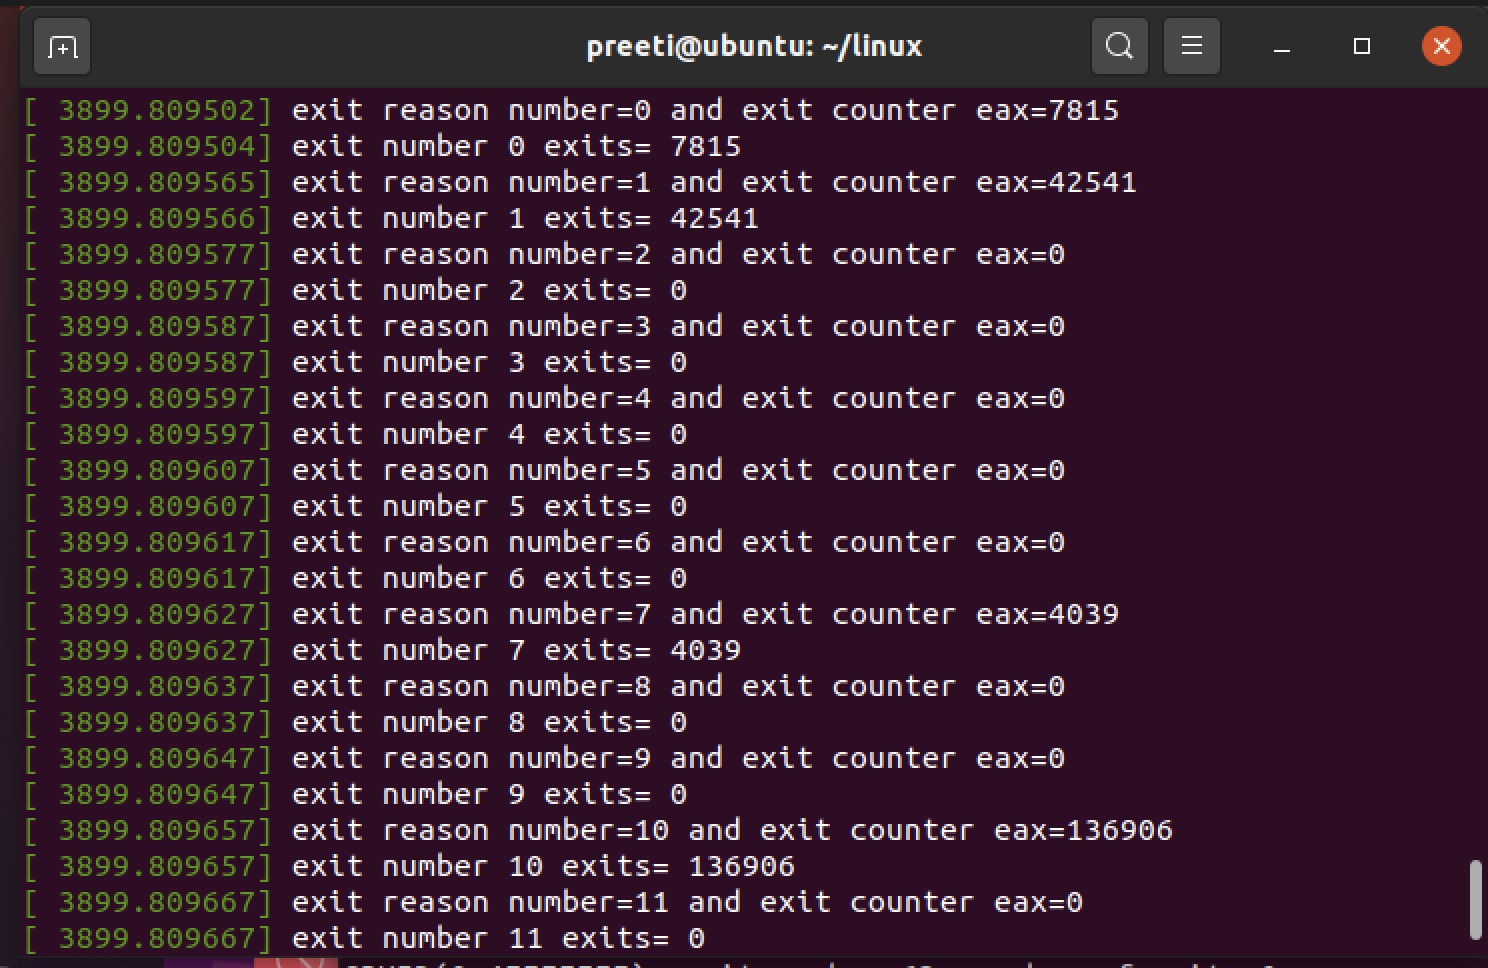 preeti@ubuntu: ~/linux
[ 3899.809502] exit reason number=0 and exit counter eax=7815
[ 3899.809504] exit number 0 exits= 7815
[ 3899.809565] exit reason number=1 and exit counter eax=42541
[ 3899.809566] exit number 1 exits= 42541
[ 3899.809577] exit reason number=2 and exit counter eax=0
[ 3899.809577] exit number 2 exits= 0
[ 3899.809587] exit reason number=3 and exit counter eax=0
[ 3899.809587] exit number 3 exits= 0
[ 3899.809597] exit reason number=4 and exit counter eax=0
[ 3899.809597] exit number 4 exits= 0
[ 3899.809607] exit reason number=5 and exit counter eax=0
[ 3899.809607] exit number 5 exits= 0
[ 3899.809617] exit reason number=6 and exit counter eax=0
[ 3899.809617] exit number 6 exits= 0
[ 3899.809627] exit reason number=7 and exit counter eax=4039
[ 3899.809627] exit number 7 exits= 4039
[ 3899.809637] exit reason number=8 and exit counter eax=0
[ 3899.809637] exit number 8 exits= 0
[ 3899.809647] exit reason number=9 and exit counter eax=0
[ 3899.809647] exit number 9 exits= 0
[ 3899.809657] exit reason number=10 and exit counter eax=136906
[ 3899.809657] exit number 10 exits= 136906
[ 3899.809667] exit reason number=11 and exit counter eax=0
[ 3899.809667] exit number 11 exits= 0